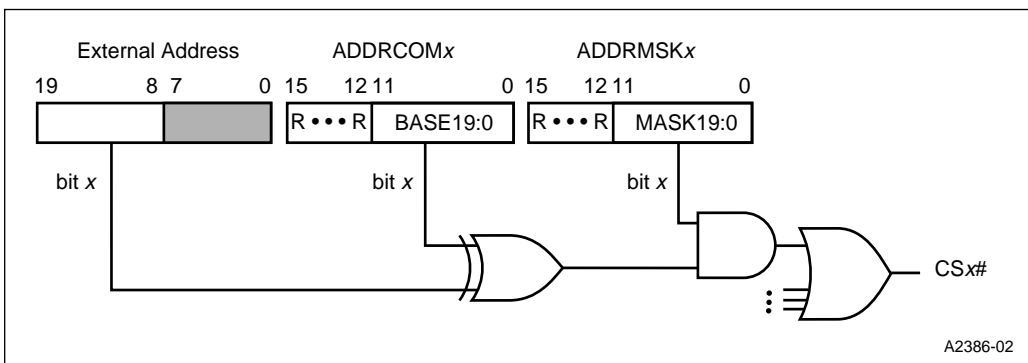 External Address ADDRCOMx ADDRMSKx
19 8 7 0 15 12 11 0 15 12 11 0
R • • • R BASE19:0 R • • • R MASK19:0
bit x bit x bit x
CSx#
A2386-02